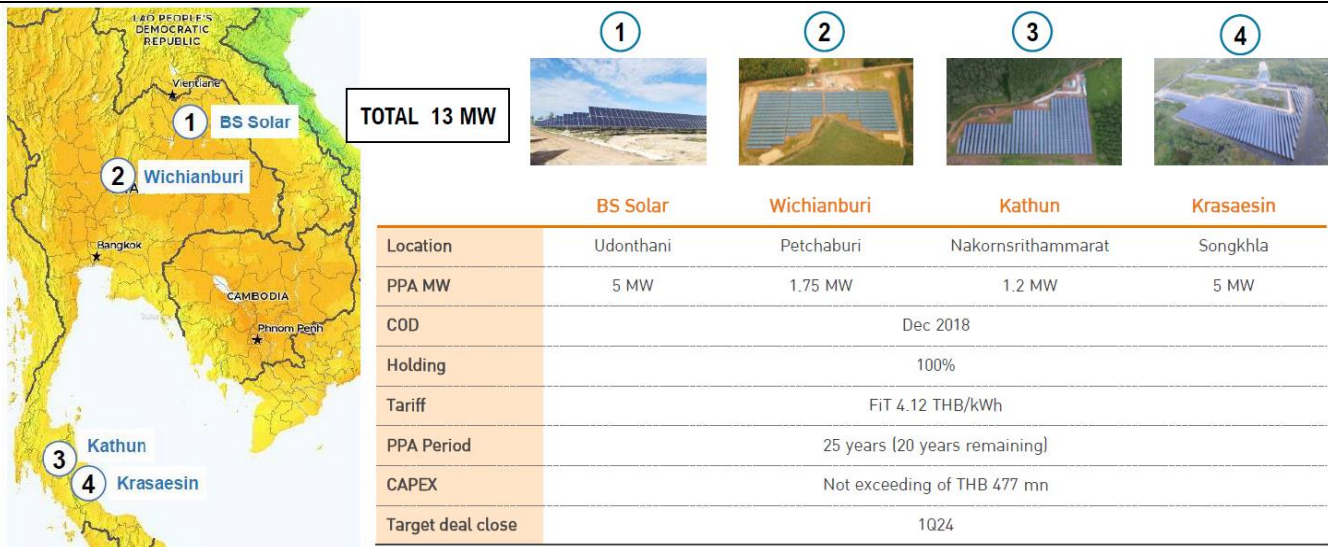 LAO PEOPLE'S
DEMOCRATIC
REPUBLIC
Vientiane
1 BS Solar
2 Wichianburi
Bangkok
CAMBODIA
Phnom Penh
3 Kathun
4 Krasaesin
TOTAL 13 MW
1 2 3 4
BS Solar Wichianburi Kathun Krasaesin
Location Udonthani Petchaburi Nakornsrithammarat Songkhla
PPA MW 5 MW 1.75 MW 1.2 MW 5 MW
COD Dec 2018
Holding 100%
Tariff FiT 4.12 THB/kWh
PPA Period 25 years (20 years remaining)
CAPEX Not exceeding of THB 477 mn
Target deal close 1Q24